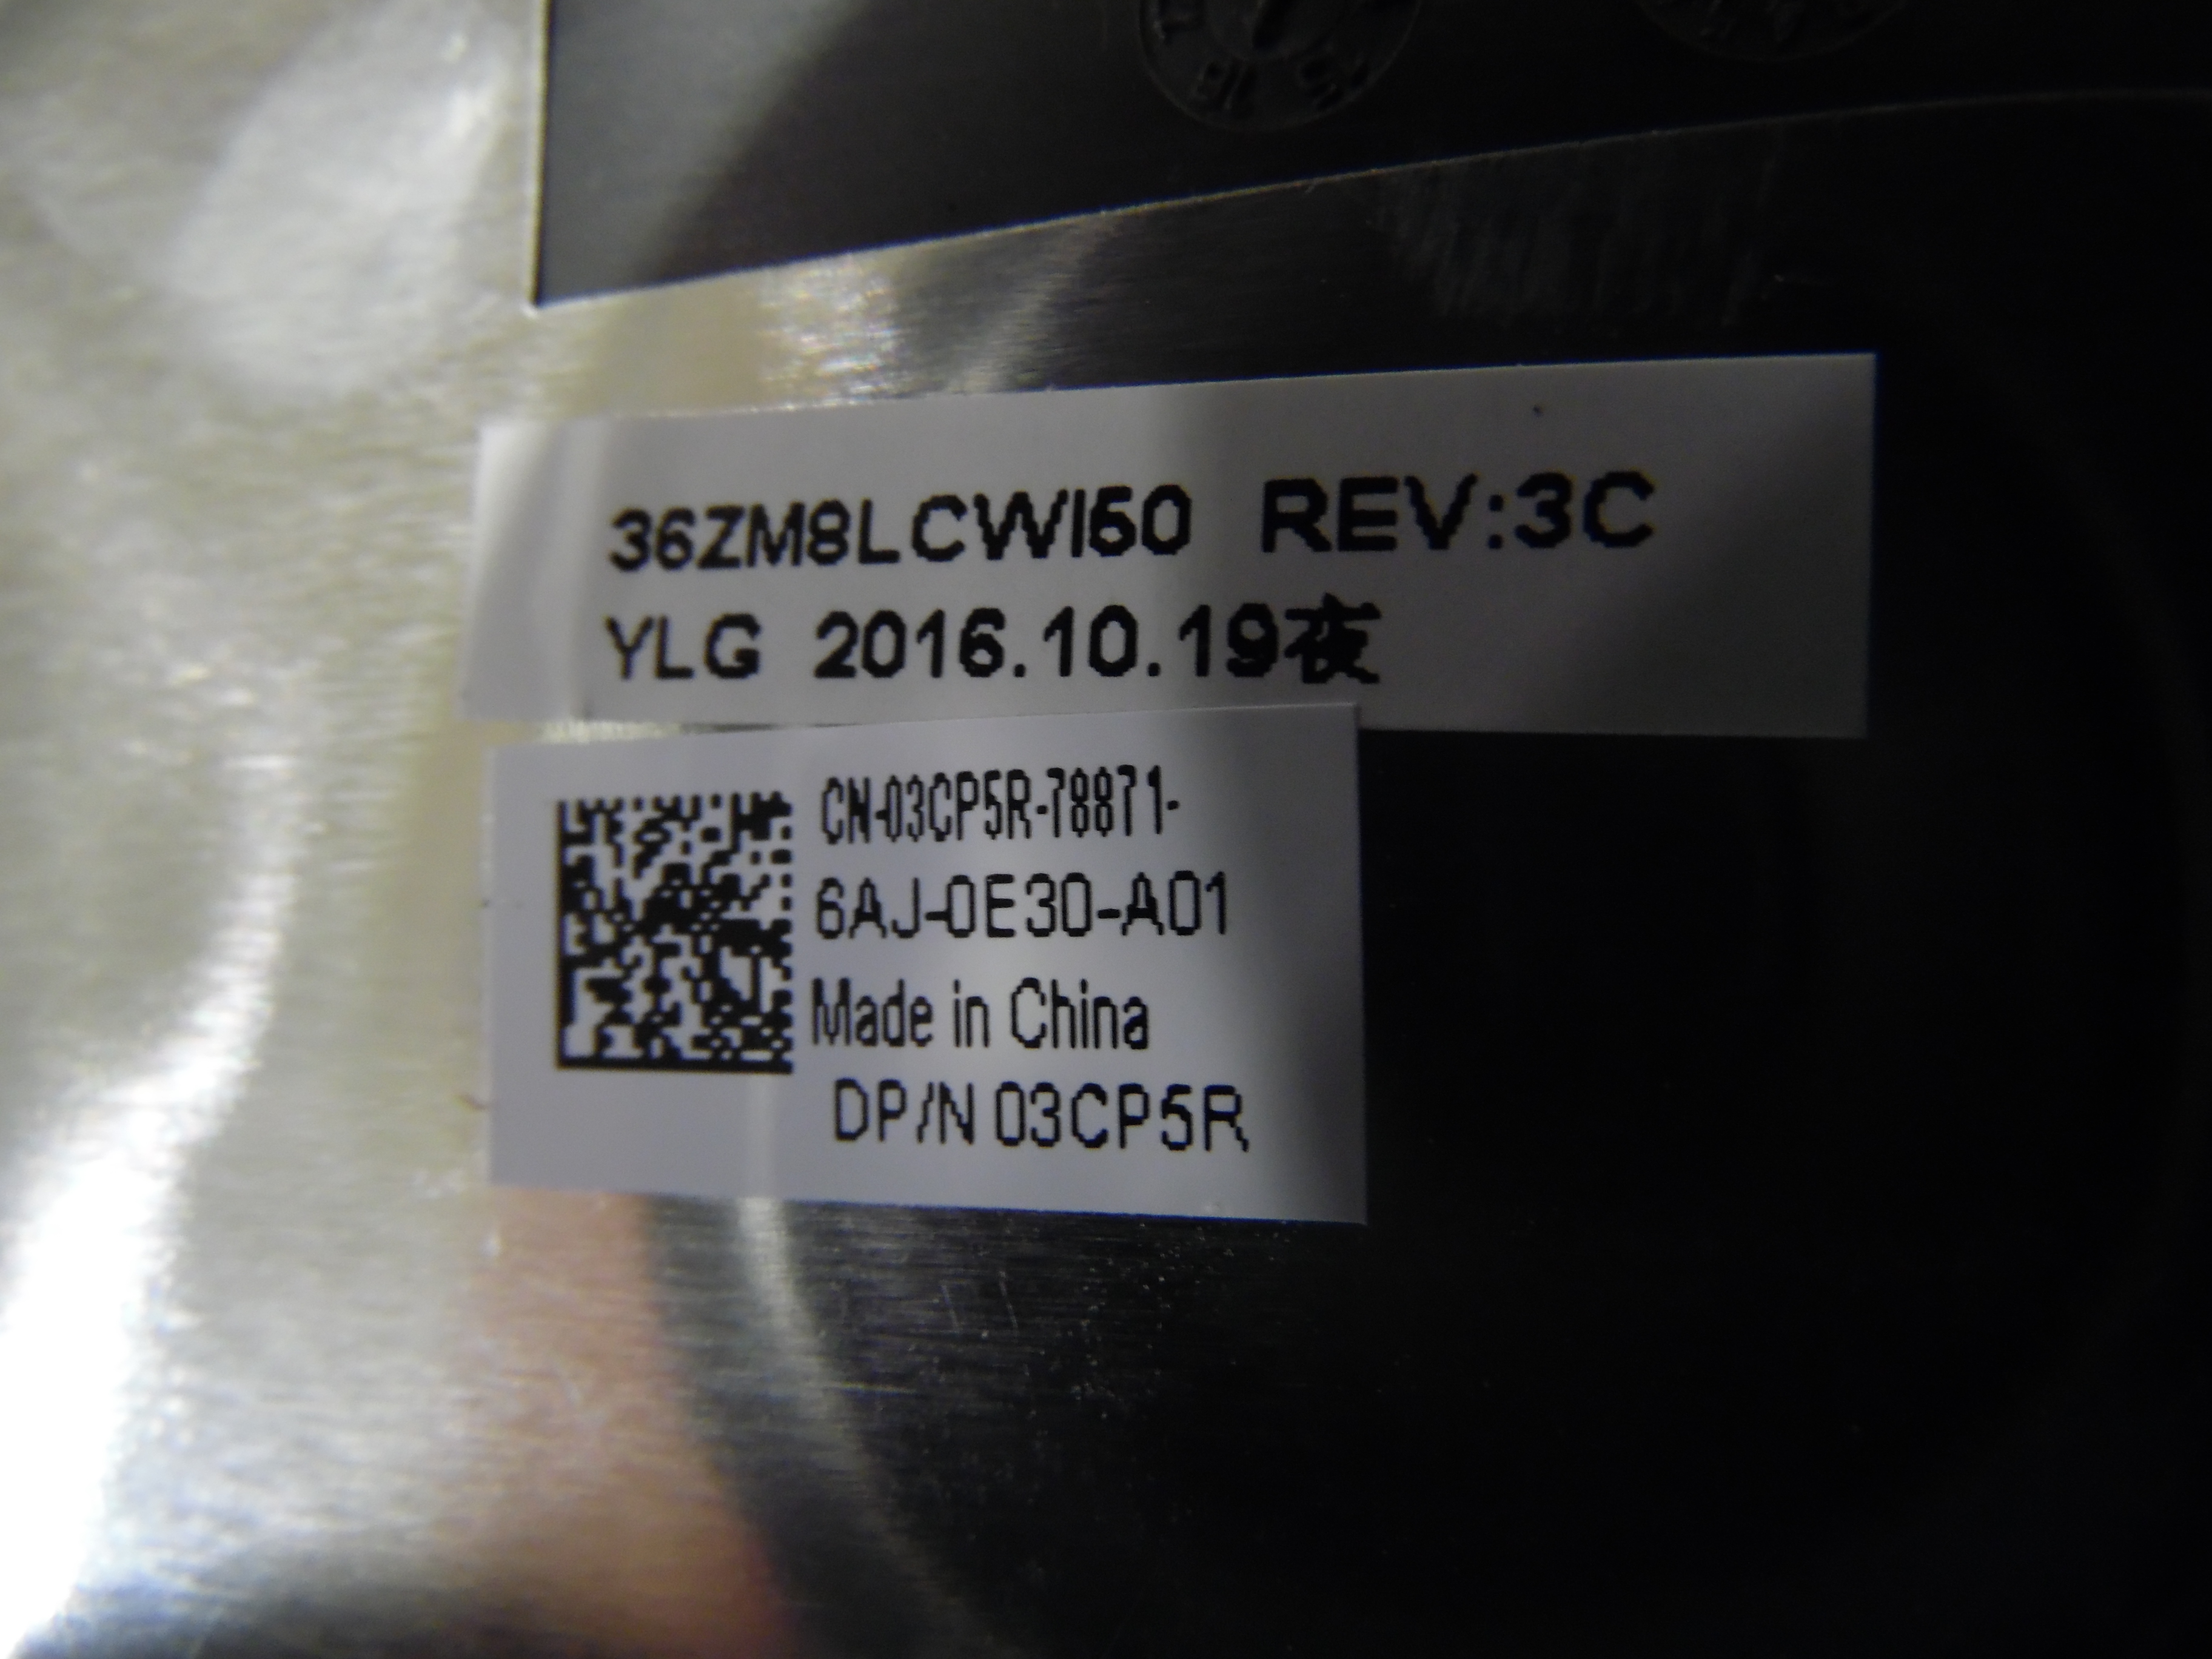 36ZM8LCWI50 REV:3C
YLG 2016.10.19夜
CN-03CP5R-78871-
6AJ-0E30-A01
Made in China
DP/N 03CP5R